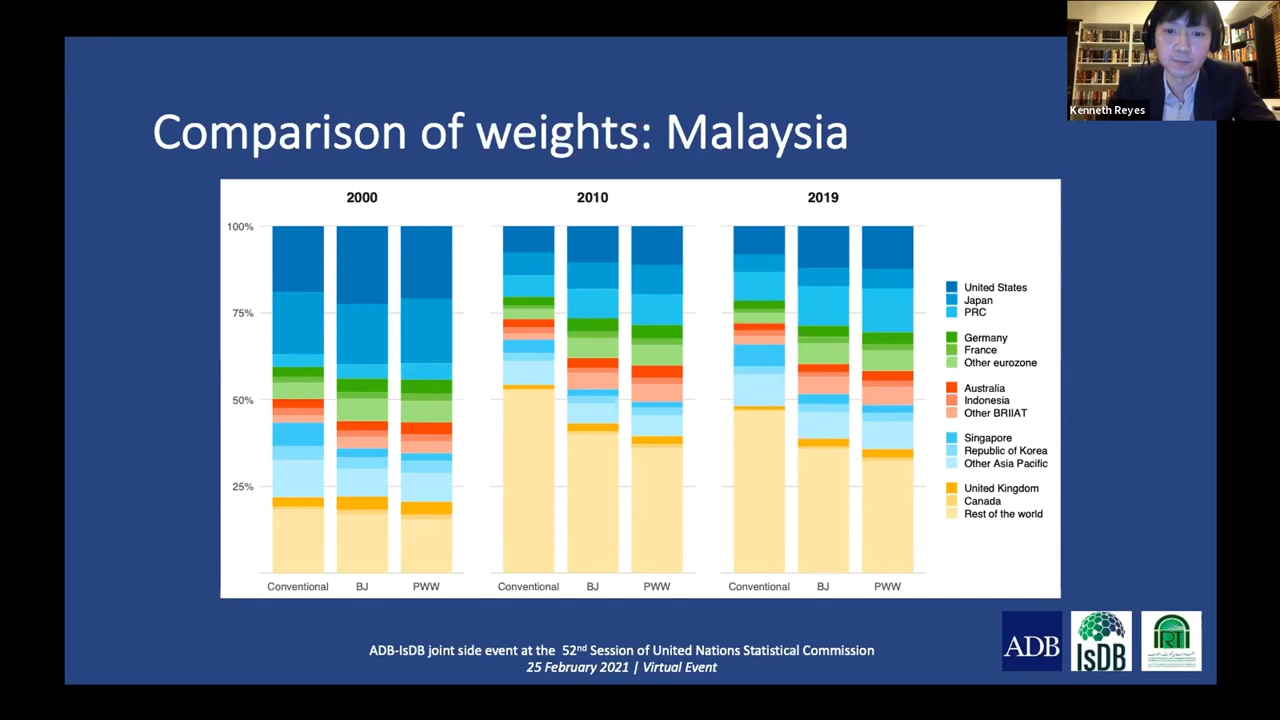 Kenneth Reyes
Comparison of weights: Malaysia
2000
2010
2019
100%
75%
50%
25%
Conventional
BJ
PWW
Conventional
BJ
PWW
Conventional
BJ
PWW
United States
Japan
PRC
Germany
France
Other eurozone
Australia
Indonesia
Other BRIIAT
Singapore
Republic of Korea
Other Asia Pacific
United Kingdom
Canada
Rest of the world
ADB-IsDB joint side event at the 52nd Session of United Nations Statistical Commission
25 February 2021 | Virtual Event
ADB
IsDB
IRTI